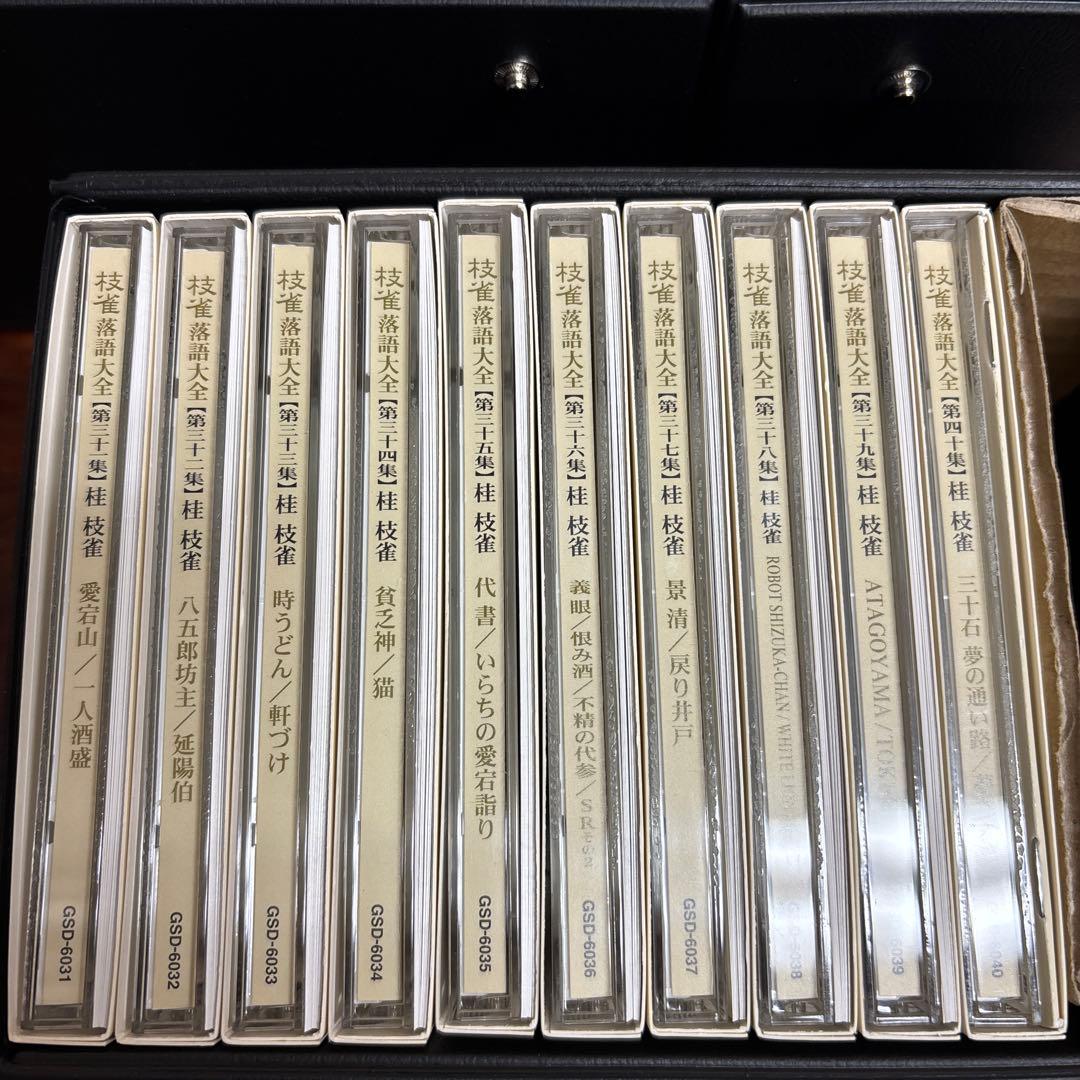 枝雀落語大全【第三十一集】桂 枝雀 愛宕山／一人酒盛 GSD-6031
枝雀落語大全【第三十二集】桂 枝雀 八五郎坊主／延陽伯 GSD-6032
枝雀落語大全【第三十三集】桂 枝雀 時うどん／軒づけ GSD-6033
枝雀落語大全【第三十四集】桂 枝雀 貧乏神／猫 GSD-6034
枝雀落語大全【第三十五集】桂 枝雀 代書／いらちの愛宕詣り GSD-6035
枝雀落語大全【第三十六集】桂 枝雀 義眼／恨み酒／不精の代参／SRその2 GSD-6036
枝雀落語大全【第三十七集】桂 枝雀 景清／戻り井戸 GSD-6037
枝雀落語大全【第三十八集】桂 枝雀 ROBOT SHIZUKA-CHAN/WHITE
枝雀落語大全【第三十九集】桂 枝雀 ATAGOYAMA/ 6039
枝雀落語大全【第四十集】桂 枝雀 三十石 夢の通い路／ 6040